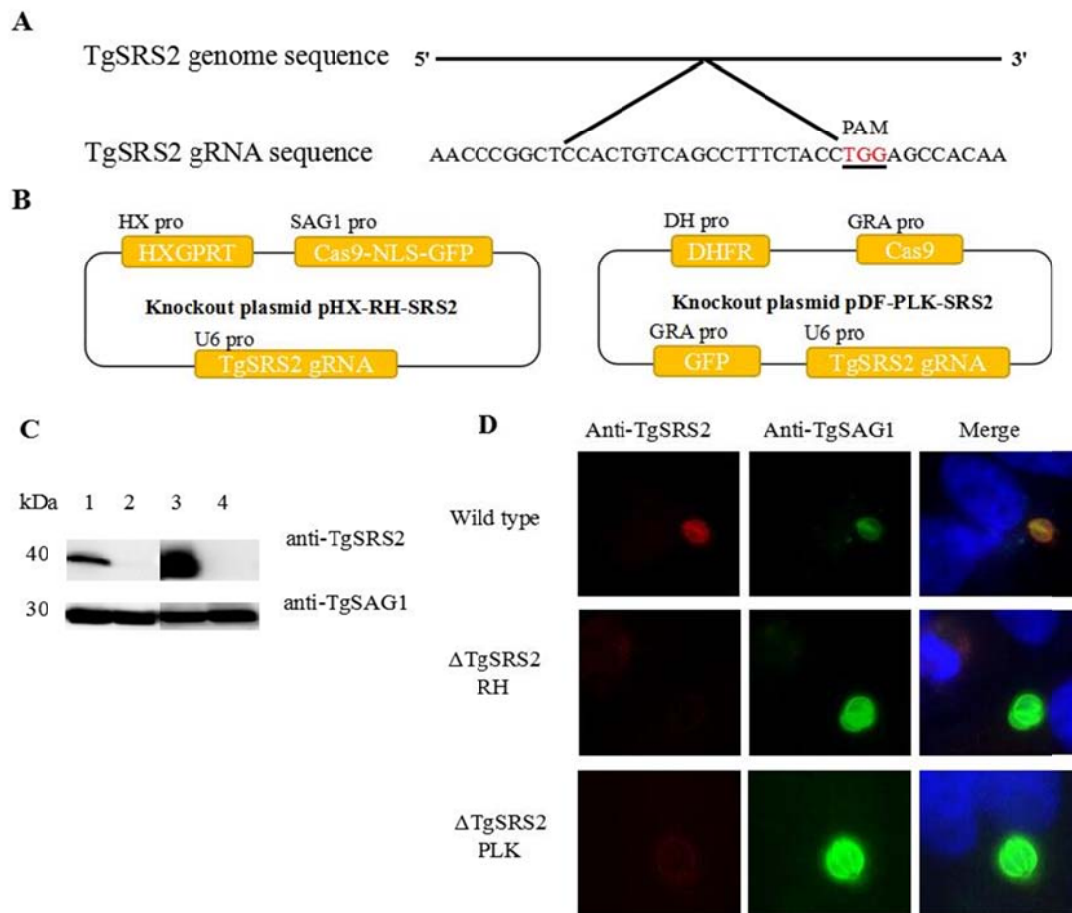 A
TgSRS2 genome sequence 5' 3'
PAM
TgSRS2 gRNA sequence AACCCGGCTCCACTGTCAGCCTTTCTACCTGGAGCCACAA
B
HX pro SAG1 pro
HXGPRT Cas9-NLS-GFP
Knockout plasmid pHX-RH-SRS2
U6 pro
TgSRS2 gRNA
DH pro GRA pro
DHFR Cas9
Knockout plasmid pDF-PLK-SRS2
GRA pro U6 pro
GFP TgSRS2 gRNA
C
kDa 1 2 3 4
40 anti-TgSRS2
30 anti-TgSAG1
D
Anti-TgSRS2 Anti-TgSAG1 Merge
Wild type
ΔTgSRS2
RH
ΔTgSRS2
PLK